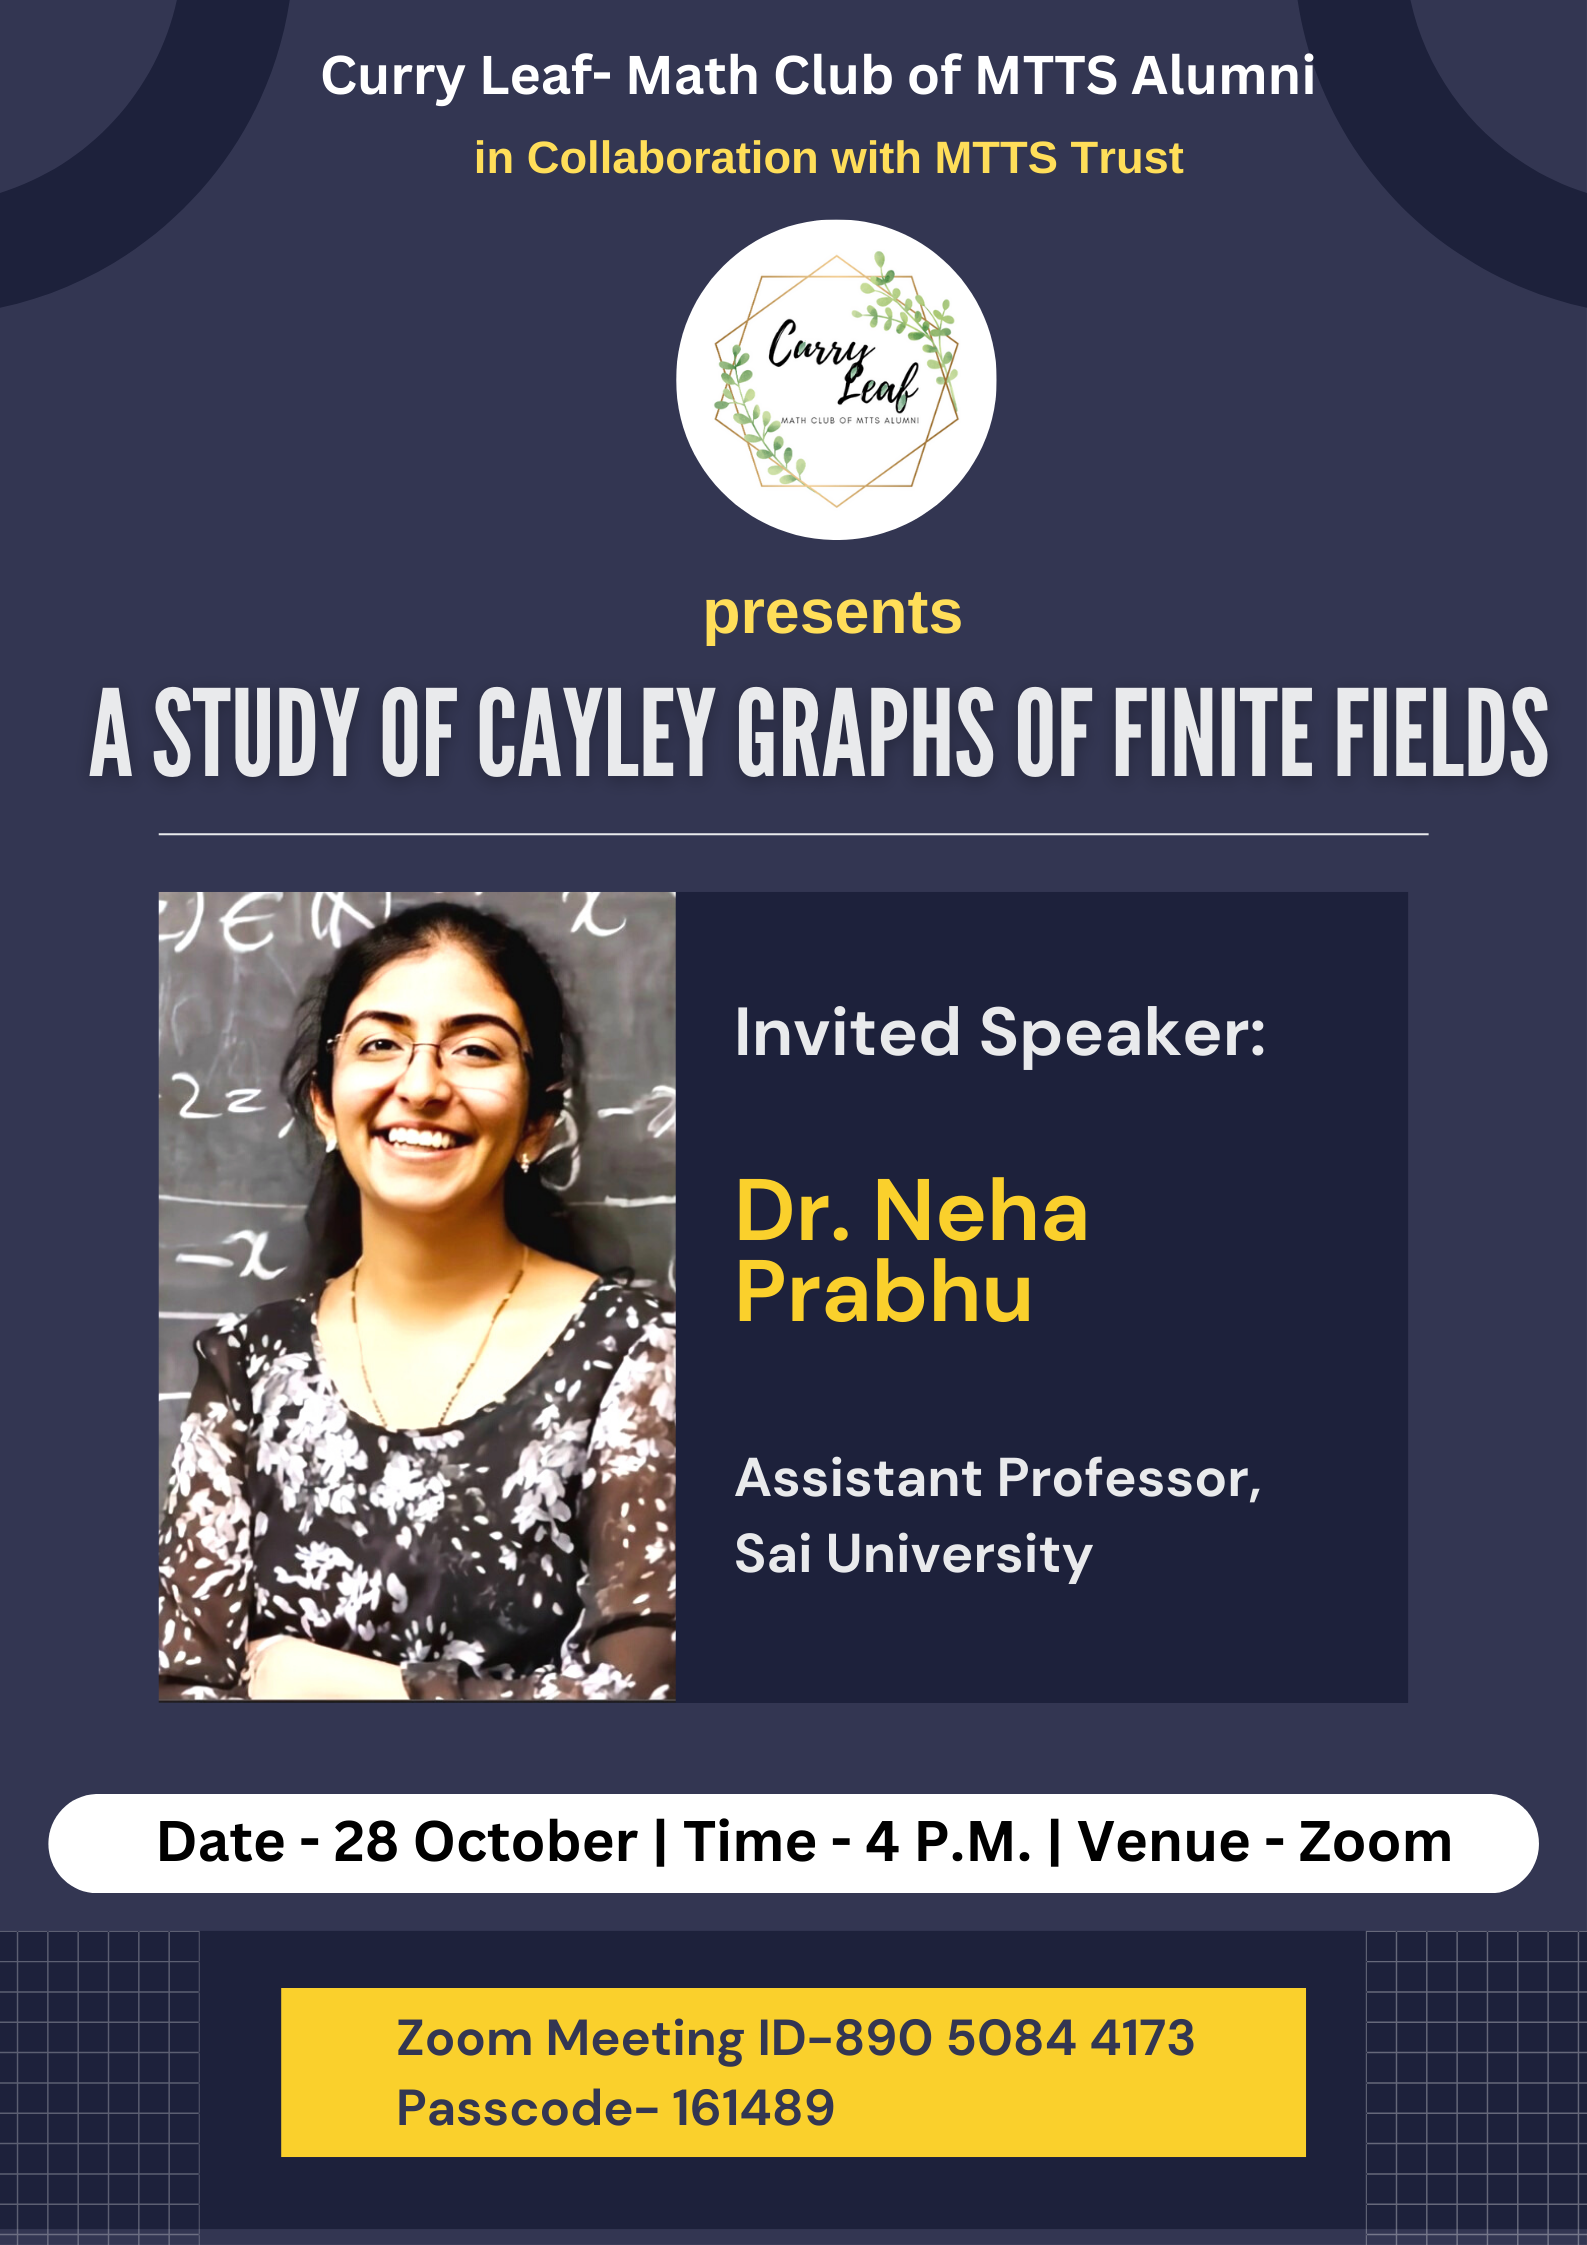 Curry Leaf- Math Club of MTTS Alumni
in Collaboration with MTTS Trust
Curry
Leaf
MATH CLUB OF MTTS ALUMNI
presents
A STUDY OF CAYLEY GRAPHS OF FINITE FIELDS
Invited Speaker:
Dr. Neha
Prabhu
Assistant Professor,
Sai University
Date - 28 October | Time - 4 P.M. | Venue - Zoom
Zoom Meeting ID-890 5084 4173
Passcode- 161489